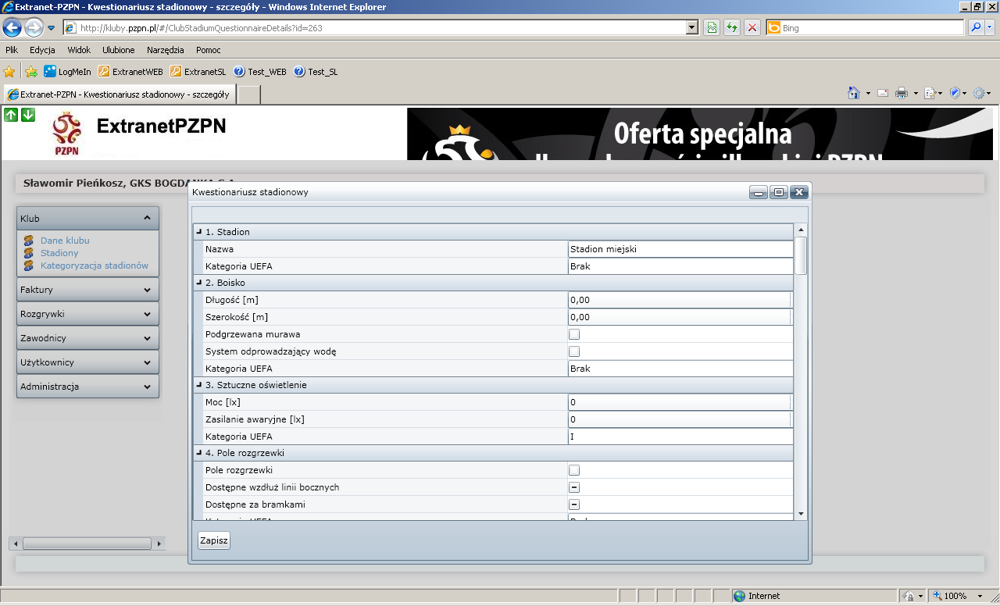 Extranet-PZPN - Kwestionariusz stadionowy - szczegóły - Windows Internet Explorer
http://kluby.pzpn.pl/#/ClubStadiumQuestionnaireDetails?id=263
Bing
Plik Edycja Widok Ulubione Narzędzia Pomoc
LogMeIn ExtranetWEB ExtranetSL Test_WEB Test_SL
Extranet-PZPN - Kwestionariusz stadionowy - szczegóły
PZPN
ExtranetPZPN
Oferta specjalna
Sławomir Pieńkosz, GKS BOGDANKA
Kwestionariusz stadionowy
Klub
Dane klubu
Stadiony
Kategoryzacja stadionów
Faktury
Rozgrywki
Zawodnicy
Użytkownicy
Administracja
1. Stadion
Nazwa Stadion miejski
Kategoria UEFA Brak
2. Boisko
Długość [m] 0,00
Szerokość [m] 0,00
Podgrzewana murawa
System odprowadzający wodę
Kategoria UEFA Brak
3. Sztuczne oświetlenie
Moc [lx] 0
Zasilanie awaryjne [lx] 0
Kategoria UEFA I
4. Pole rozgrzewki
Pole rozgrzewki
Dostępne wzdłuż linii bocznych
Dostępne za bramkami
Kategoria UEFA Brak
Zapisz
Internet
100%